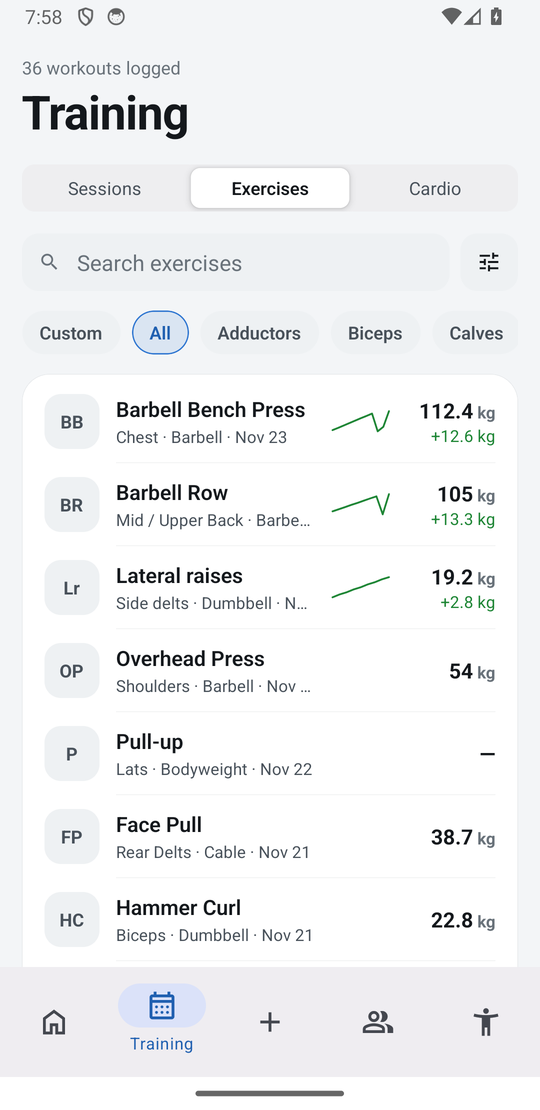 7:58
36 workouts logged
Training
Sessions
Exercises
Cardio
Search exercises
Custom
All
Adductors
Biceps
Calves
BB
Barbell Bench Press
Chest · Barbell · Nov 23
112.4 kg
+12.6 kg
BR
Barbell Row
Mid / Upper Back · Barbe...
105 kg
+13.3 kg
Lr
Lateral raises
Side delts · Dumbbell · N...
19.2 kg
+2.8 kg
OP
Overhead Press
Shoulders · Barbell · Nov ...
54 kg
P
Pull-up
Lats · Bodyweight · Nov 22
–
FP
Face Pull
Rear Delts · Cable · Nov 21
38.7 kg
HC
Hammer Curl
Biceps · Dumbbell · Nov 21
22.8 kg
Training